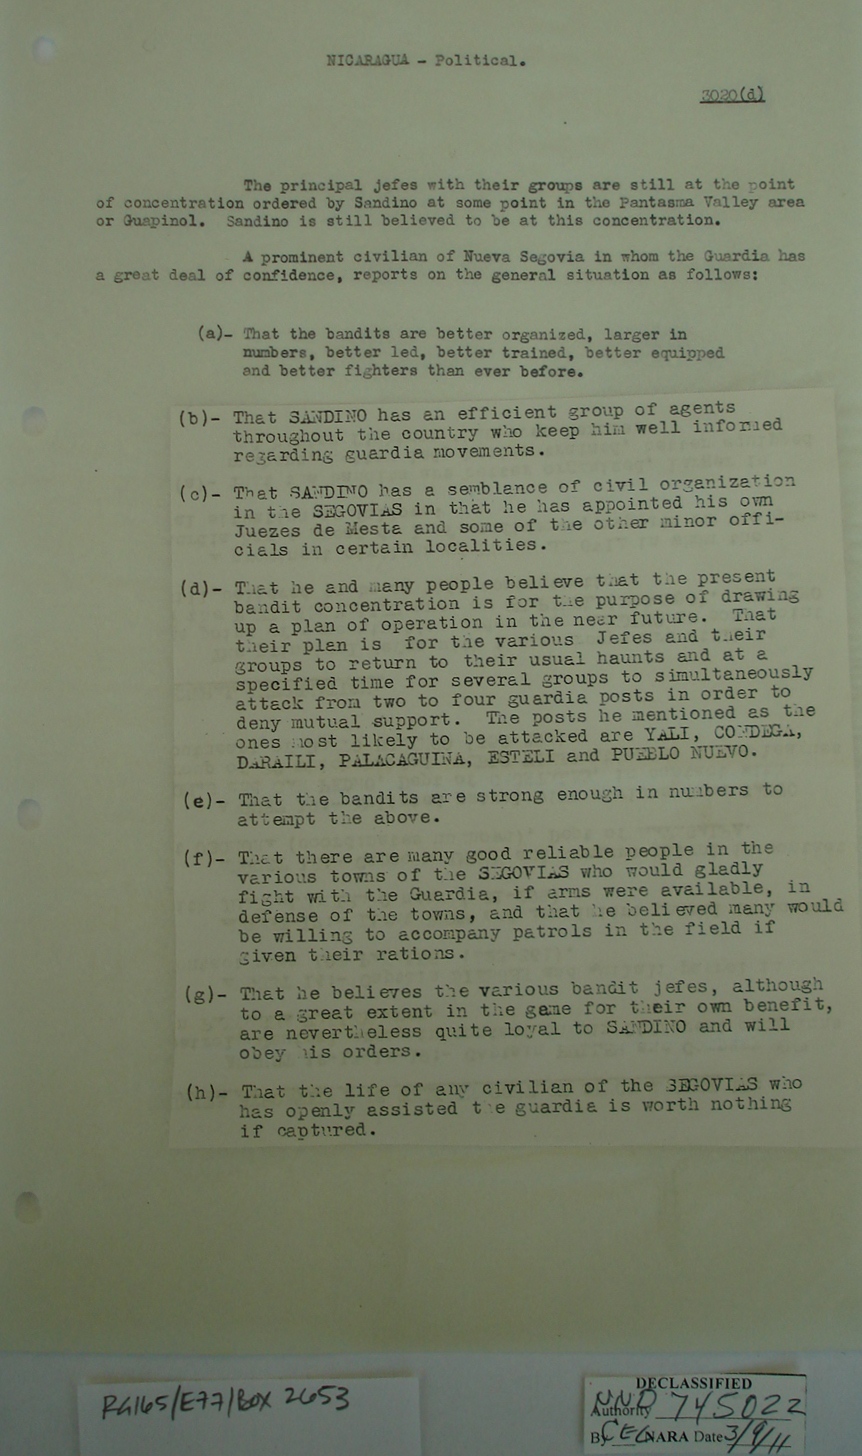 NICARAGUA - Political.
3020(d)
The principal jefes with their groups are still at the point
of concentration ordered by Sandino at some point in the Pantasma Valley area
or Guapinol. Sandino is still believed to be at this concentration.
A prominent civilian of Nueva Segovia in whom the Guardia has
a great deal of confidence, reports on the general situation as follows:
(a)- That the bandits are better organized, larger in
numbers, better led, better trained, better equipped
and better fighters than ever before.
(b)- That SANDINO has an efficient group of agents
throughout the country who keep him well informed
regarding guardia movements.
(c)- That SANDINO has a semblance of civil organization
in the SEGOVIAS in that he has appointed his own
Juezes de Mesta and some of the other minor offi-
cials in certain localities.
(d)- That he and many people believe that the present
bandit concentration is for the purpose of drawing
up a plan of operation in the near future. That
their plan is for the various Jefes and their
groups to return to their usual haunts and at a
specified time for several groups to simultaneously
attack from two to four guardia posts in order to
deny mutual support. The posts he mentioned as the
ones most likely to be attacked are YALI, CONDEGA,
DARAILI, PALACAGUINA, ESTELI and PUEBLO NUEVO.
(e)- That the bandits are strong enough in numbers to
attempt the above.
(f)- That there are many good reliable people in the
various towns of the SEGOVIAS who would gladly
fight with the Guardia, if arms were available, in
defense of the towns, and that he believed many would
be willing to accompany patrols in the field if
given their rations.
(g)- That he believes the various bandit jefes, although
to a great extent in the game for their own benefit,
are nevertheless quite loyal to SANDINO and will
obey his orders.
(h)- That the life of any civilian of the SEGOVIAS who
has openly assisted the guardia is worth nothing
if captured.
RG165/E77/BOX 2653
DECLASSIFIED
Authority NND 745022
By CEG NARA Date 3/9/11